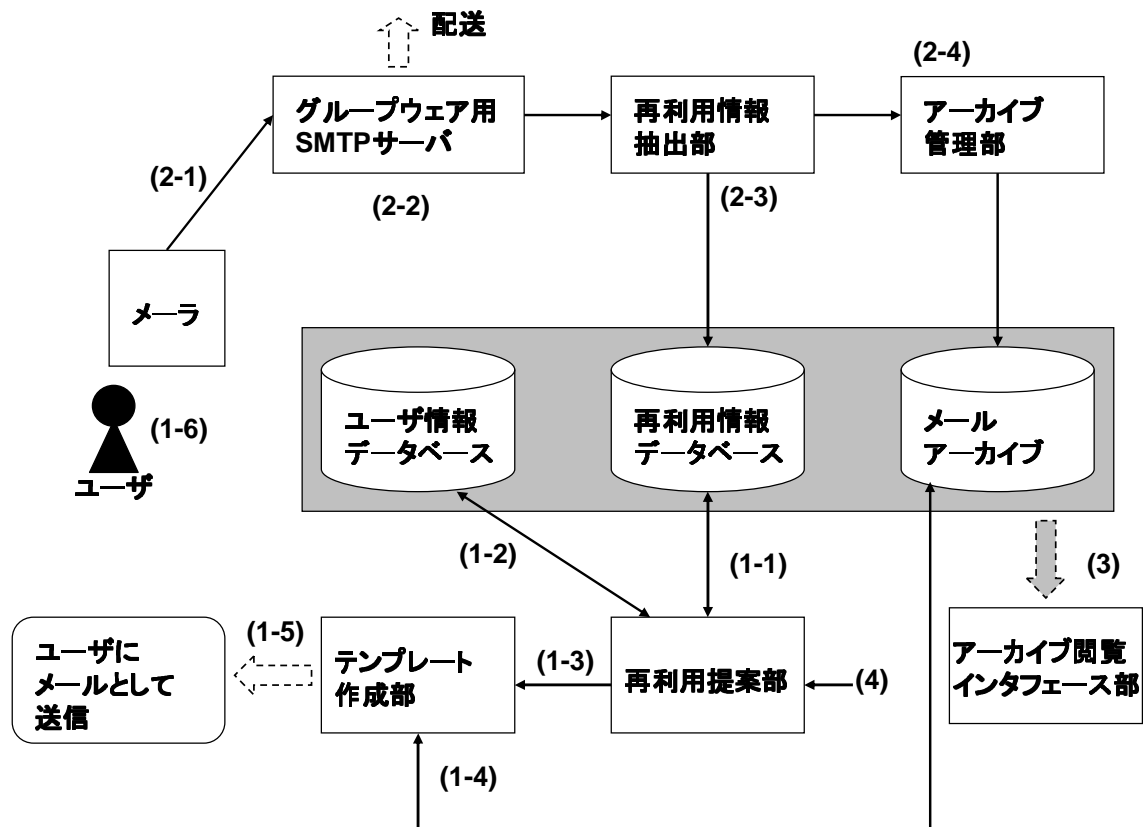 配送
(2-4)
グループウェア用
SMTPサーバ
再利用情報
抽出部
アーカイブ
管理部
(2-1)
(2-2)
(2-3)
メーラ
(1-6)
ユーザ
ユーザ情報
データベース
再利用情報
データベース
メール
アーカイブ
(1-2)
(1-1)
(3)
ユーザに
メールとして
送信
(1-5)
テンプレート
作成部
(1-3)
再利用提案部
(4)
アーカイブ閲覧
インタフェース部
(1-4)